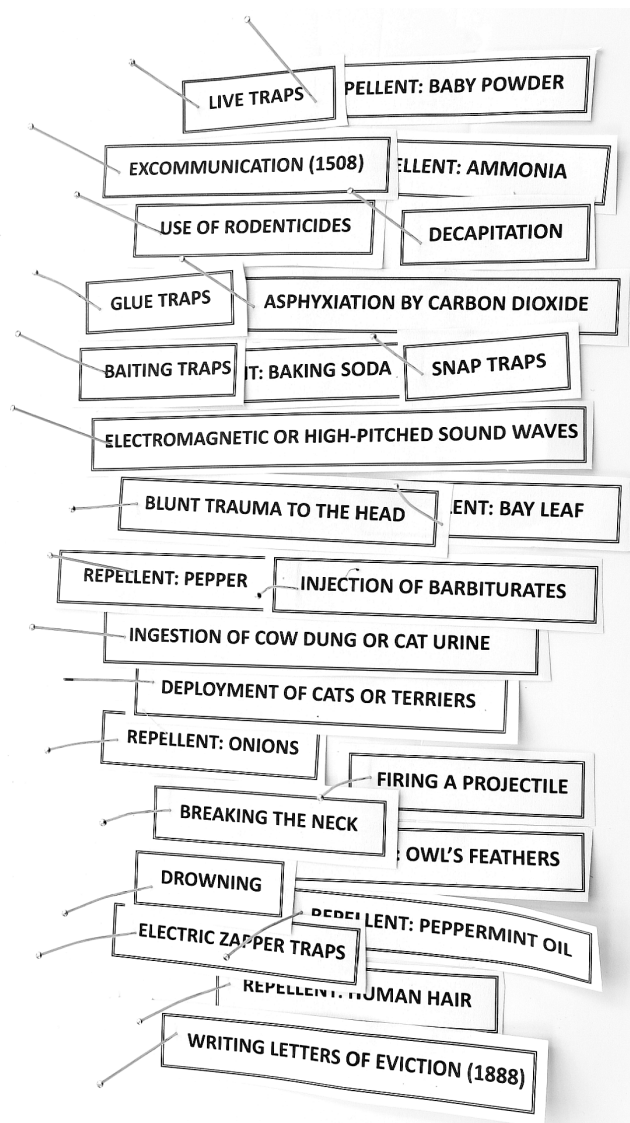 LIVE TRAPS
PELLENT: BABY POWDER
EXCOMMUNICATION (1508)
ELLENT: AMMONIA
USE OF RODENTICIDES
DECAPITATION
GLUE TRAPS
ASPHYXIATION BY CARBON DIOXIDE
BAITING TRAPS
NT: BAKING SODA
SNAP TRAPS
ELECTROMAGNETIC OR HIGH-PITCHED SOUND WAVES
BLUNT TRAUMA TO THE HEAD
LENT: BAY LEAF
REPELLENT: PEPPER
INJECTION OF BARBITURATES
INGESTION OF COW DUNG OR CAT URINE
DEPLOYMENT OF CATS OR TERRIERS
REPELLENT: ONIONS
FIRING A PROJECTILE
BREAKING THE NECK
: OWL'S FEATHERS
DROWNING
REPELLENT: PEPPERMINT OIL
ELECTRIC ZAPPER TRAPS
REPELLENT: HUMAN HAIR
WRITING LETTERS OF EVICTION (1888)